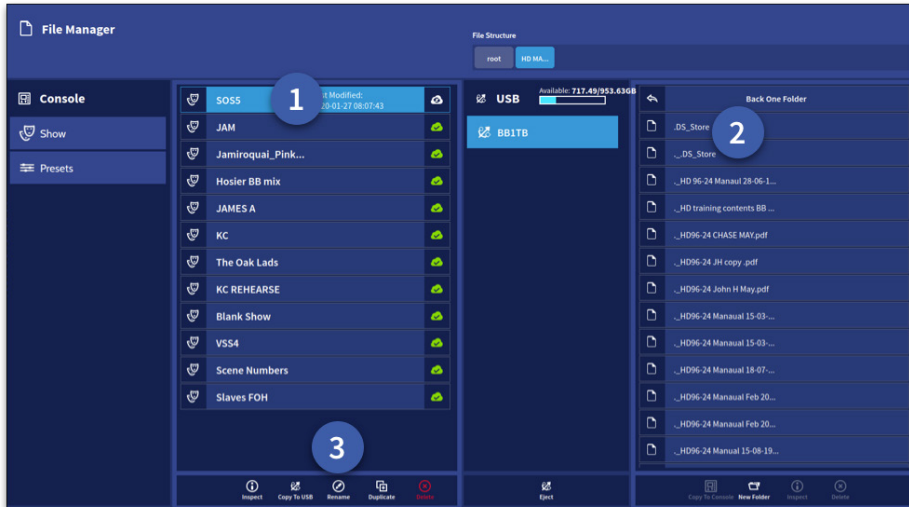 File Manager
File Structure
root
HD MA...
Console
Show
Presets
SOS5
1
t Modified:
20-01-27 08:07:43
JAM
Jamiroquai_Pink...
Hosier BB mix
JAMES A
KC
The Oak Lads
KC REHEARSE
Blank Show
VSS4
Scene Numbers
Slaves FOH
3
Inspect
Copy To USB
Rename
Duplicate
Delete
USB
Available: 717.49/953.63GB
BB1TB
Eject
Back One Folder
.DS_Store
2
._.DS_Store
._HD 96-24 Manaul 28-06-1...
._HD training contents BB ...
._HD96-24 CHASE MAY.pdf
._HD96-24 JH copy .pdf
._HD96-24 John H May.pdf
._HD96-24 Manaual 15-03-...
._HD96-24 Manaual 15-03-...
._HD96-24 Manaual 18-07-...
._HD96-24 Manaual Feb 20...
._HD96-24 Manaual Feb 20...
._HD96-24 Manual 15-08-19...
Copy To Console
New Folder
Inspect
Delete